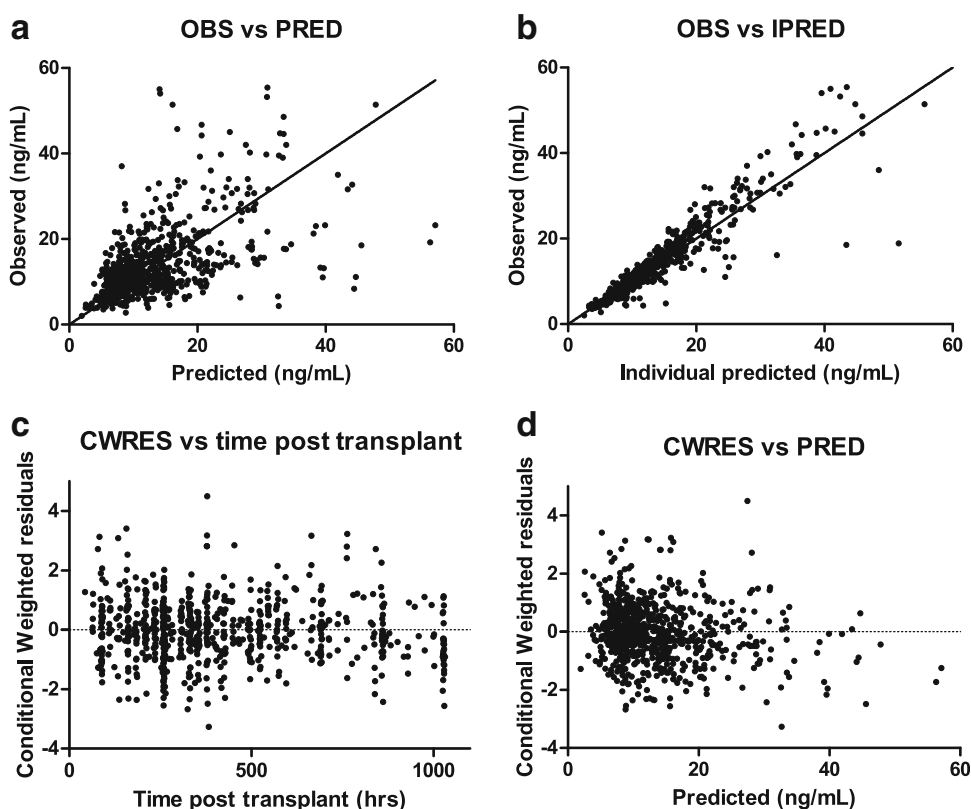 a
OBS vs PRED
60
40
20
0
Observed (ng/mL)
0 20 40 60
Predicted (ng/mL)
b
OBS vs IPRED
60
40
20
0
Observed (ng/mL)
0 20 40 60
Individual predicted (ng/mL)
c
CWRES vs time post transplant
4
2
0
-2
-4
Conditional Weighted residuals
0 500 1000
Time post transplant (hrs)
d
CWRES vs PRED
4
2
0
-2
-4
Conditional Weighted residuals
0 20 40 60
Predicted (ng/mL)